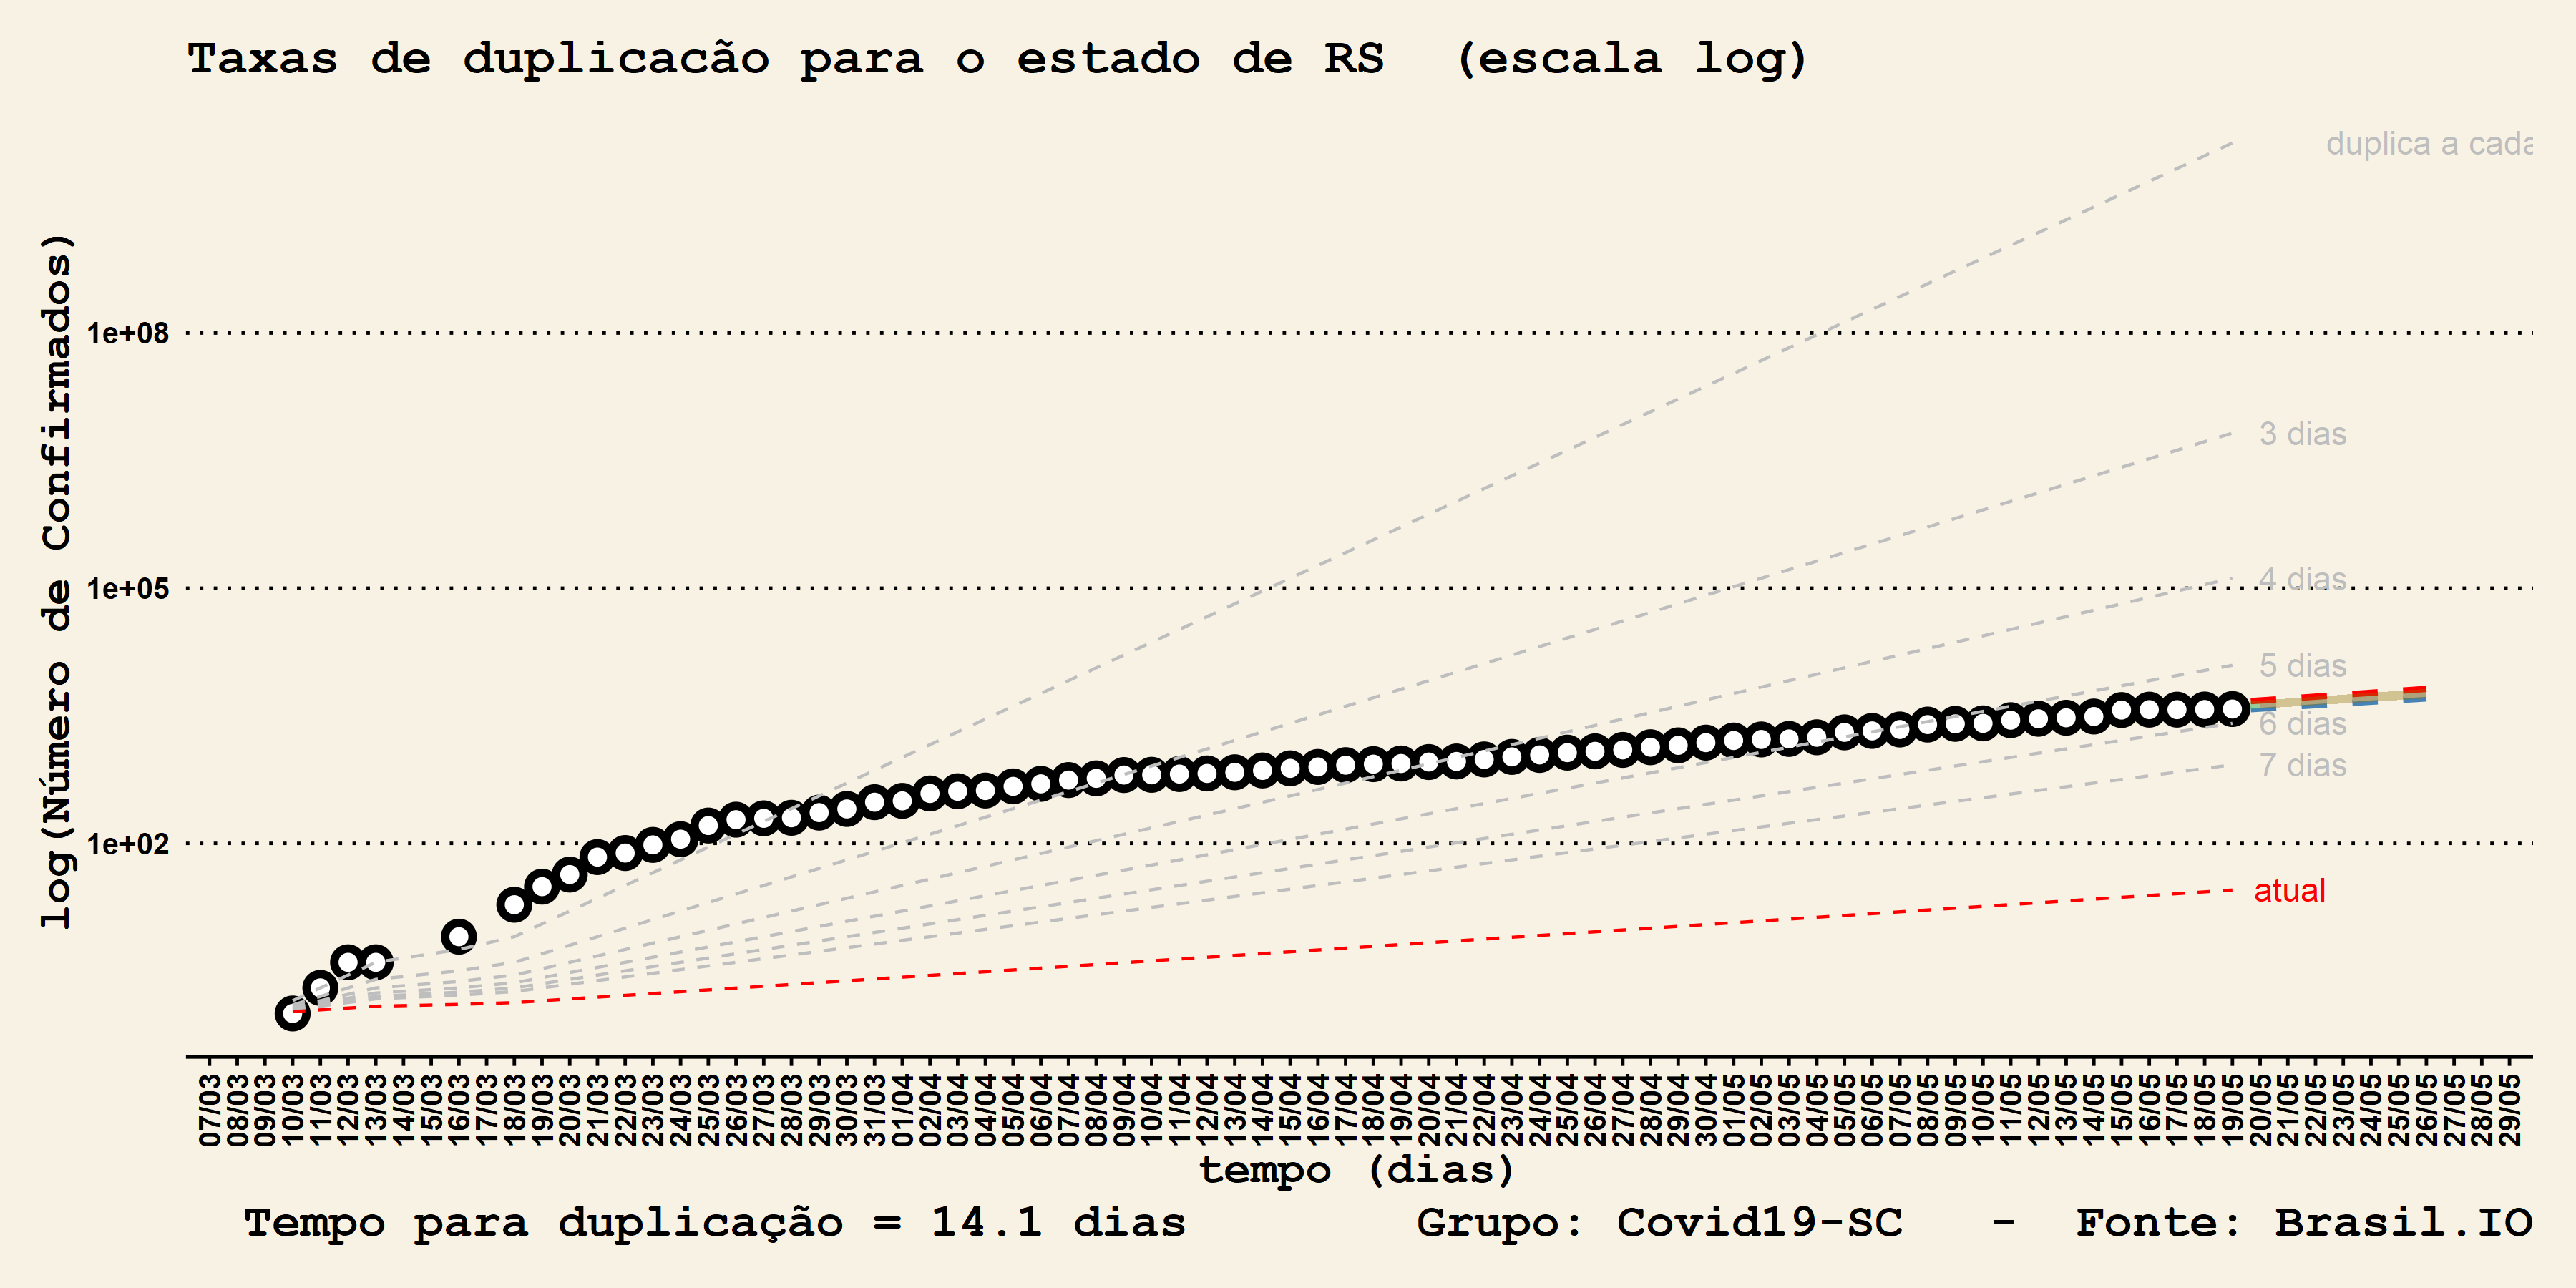 Taxas de duplicacão para o estado de RS (escala log)
duplica a cada
1e+08
3 dias
4 dias
1e+05
5 dias
6 dias
7 dias
1e+02
atual
log(Número de Confirmados)
07/03 08/03 09/03 10/03 11/03 12/03 13/03 14/03 15/03 16/03 17/03 18/03 19/03 20/03 21/03 22/03 23/03 24/03 25/03 26/03 27/03 28/03 29/03 30/03 31/03 01/04 02/04 03/04 04/04 05/04 06/04 07/04 08/04 09/04 10/04 11/04 12/04 13/04 14/04 15/04 16/04 17/04 18/04 19/04 20/04 21/04 22/04 23/04 24/04 25/04 26/04 27/04 28/04 29/04 30/04 01/05 02/05 03/05 04/05 05/05 06/05 07/05 08/05 09/05 10/05 11/05 12/05 13/05 14/05 15/05 16/05 17/05 18/05 19/05 20/05 21/05 22/05 23/05 24/05 25/05 26/05 27/05 28/05 29/05
tempo (dias)
Tempo para duplicação = 14.1 dias Grupo: Covid19-SC - Fonte: Brasil.IO